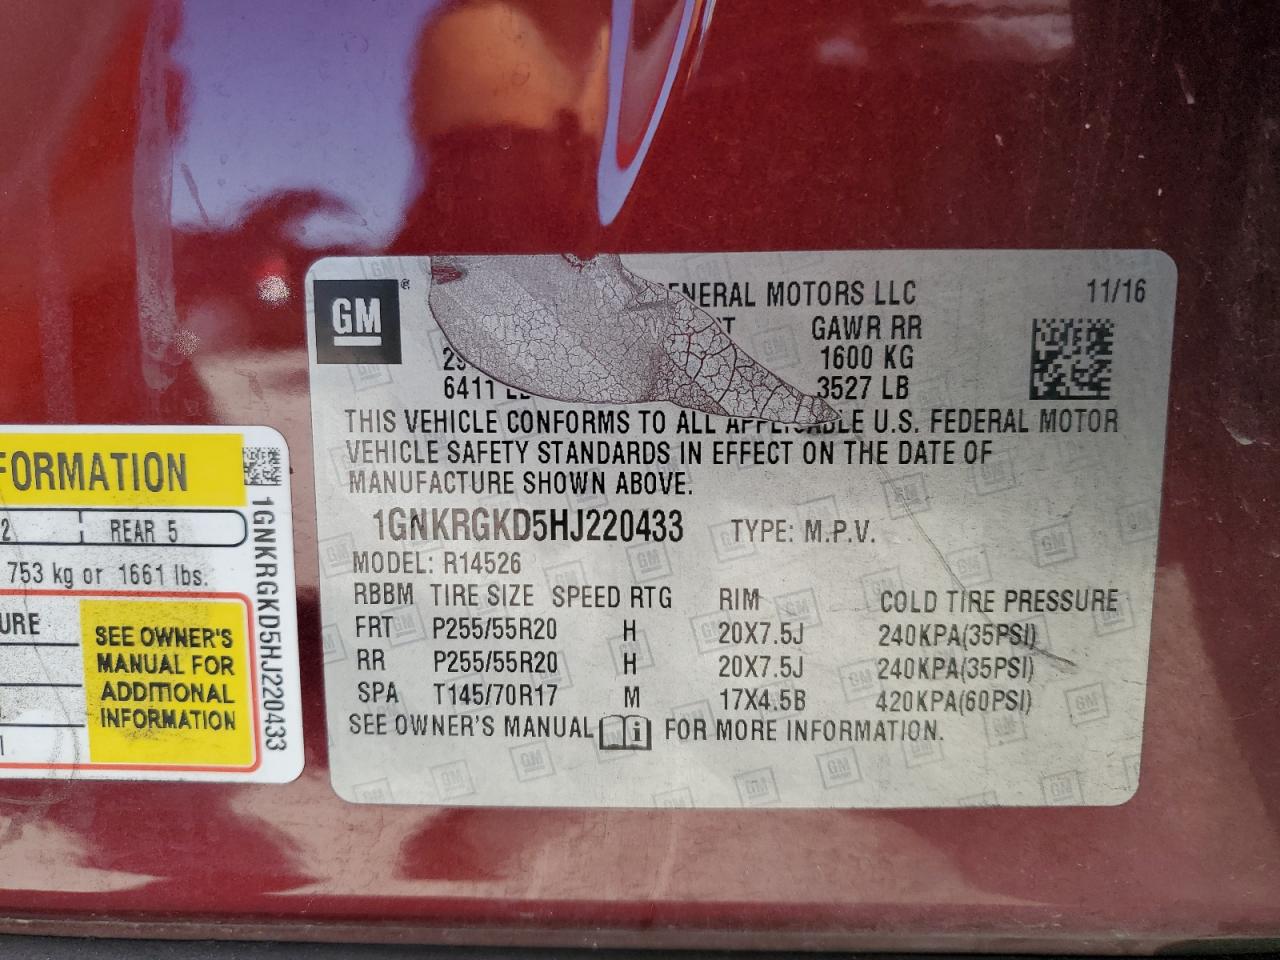 GM®
ENERAL MOTORS LLC 11/16
GAWR RR
1600 KG
6411 3527 LB
THIS VEHICLE CONFORMS TO ALL APPLICABLE U.S. FEDERAL MOTOR
VEHICLE SAFETY STANDARDS IN EFFECT ON THE DATE OF
MANUFACTURE SHOWN ABOVE.
1GNKRGKD5HJ220433 TYPE: M.P.V.
MODEL: R14526
RBBM TIRE SIZE SPEED RTG RIM COLD TIRE PRESSURE
FRT P255/55R20 H 20X7.5J 240KPA(35PSI)
RR P255/55R20 H 20X7.5J 240KPA(35PSI)
SPA T145/70R17 M 17X4.5B 420KPA(60PSI)
SEE OWNER'S MANUAL FOR MORE INFORMATION.
FORMATION
2 REAR 5
753 kg or 1661 lbs.
URE
SEE OWNER'S
MANUAL FOR
ADDITIONAL
INFORMATION
1GNKRGKD5HJ220433